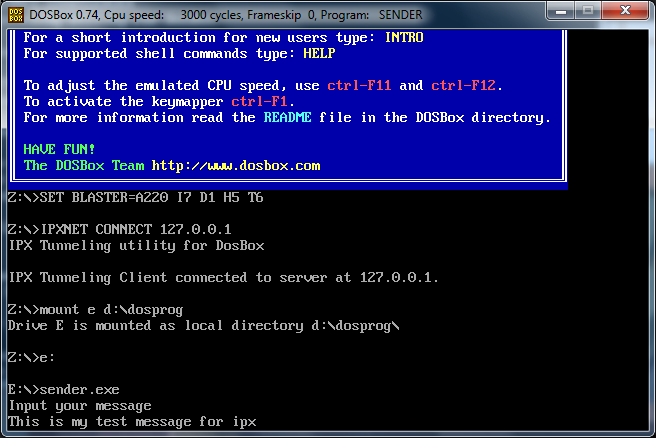 DOS BOX
DOSBox 0.74, Cpu speed: 3000 cycles, Frameskip 0, Program: SENDER
For a short introduction for new users type: INTRO
For supported shell commands type: HELP
To adjust the emulated CPU speed, use ctrl-F11 and ctrl-F12.
To activate the keymapper ctrl-F1.
For more information read the README file in the DOSBox directory.
HAVE FUN!
The DOSBox Team http://www.dosbox.com
Z:\>SET BLASTER=A220 I7 D1 H5 T6
Z:\>IPXNET CONNECT 127.0.0.1
IPX Tunneling utility for DosBox
IPX Tunneling Client connected to server at 127.0.0.1.
Z:\>mount e d:\dosprog
Drive E is mounted as local directory d:\dosprog\
Z:\>e:
E:\>sender.exe
Input your message
This is my test message for ipx